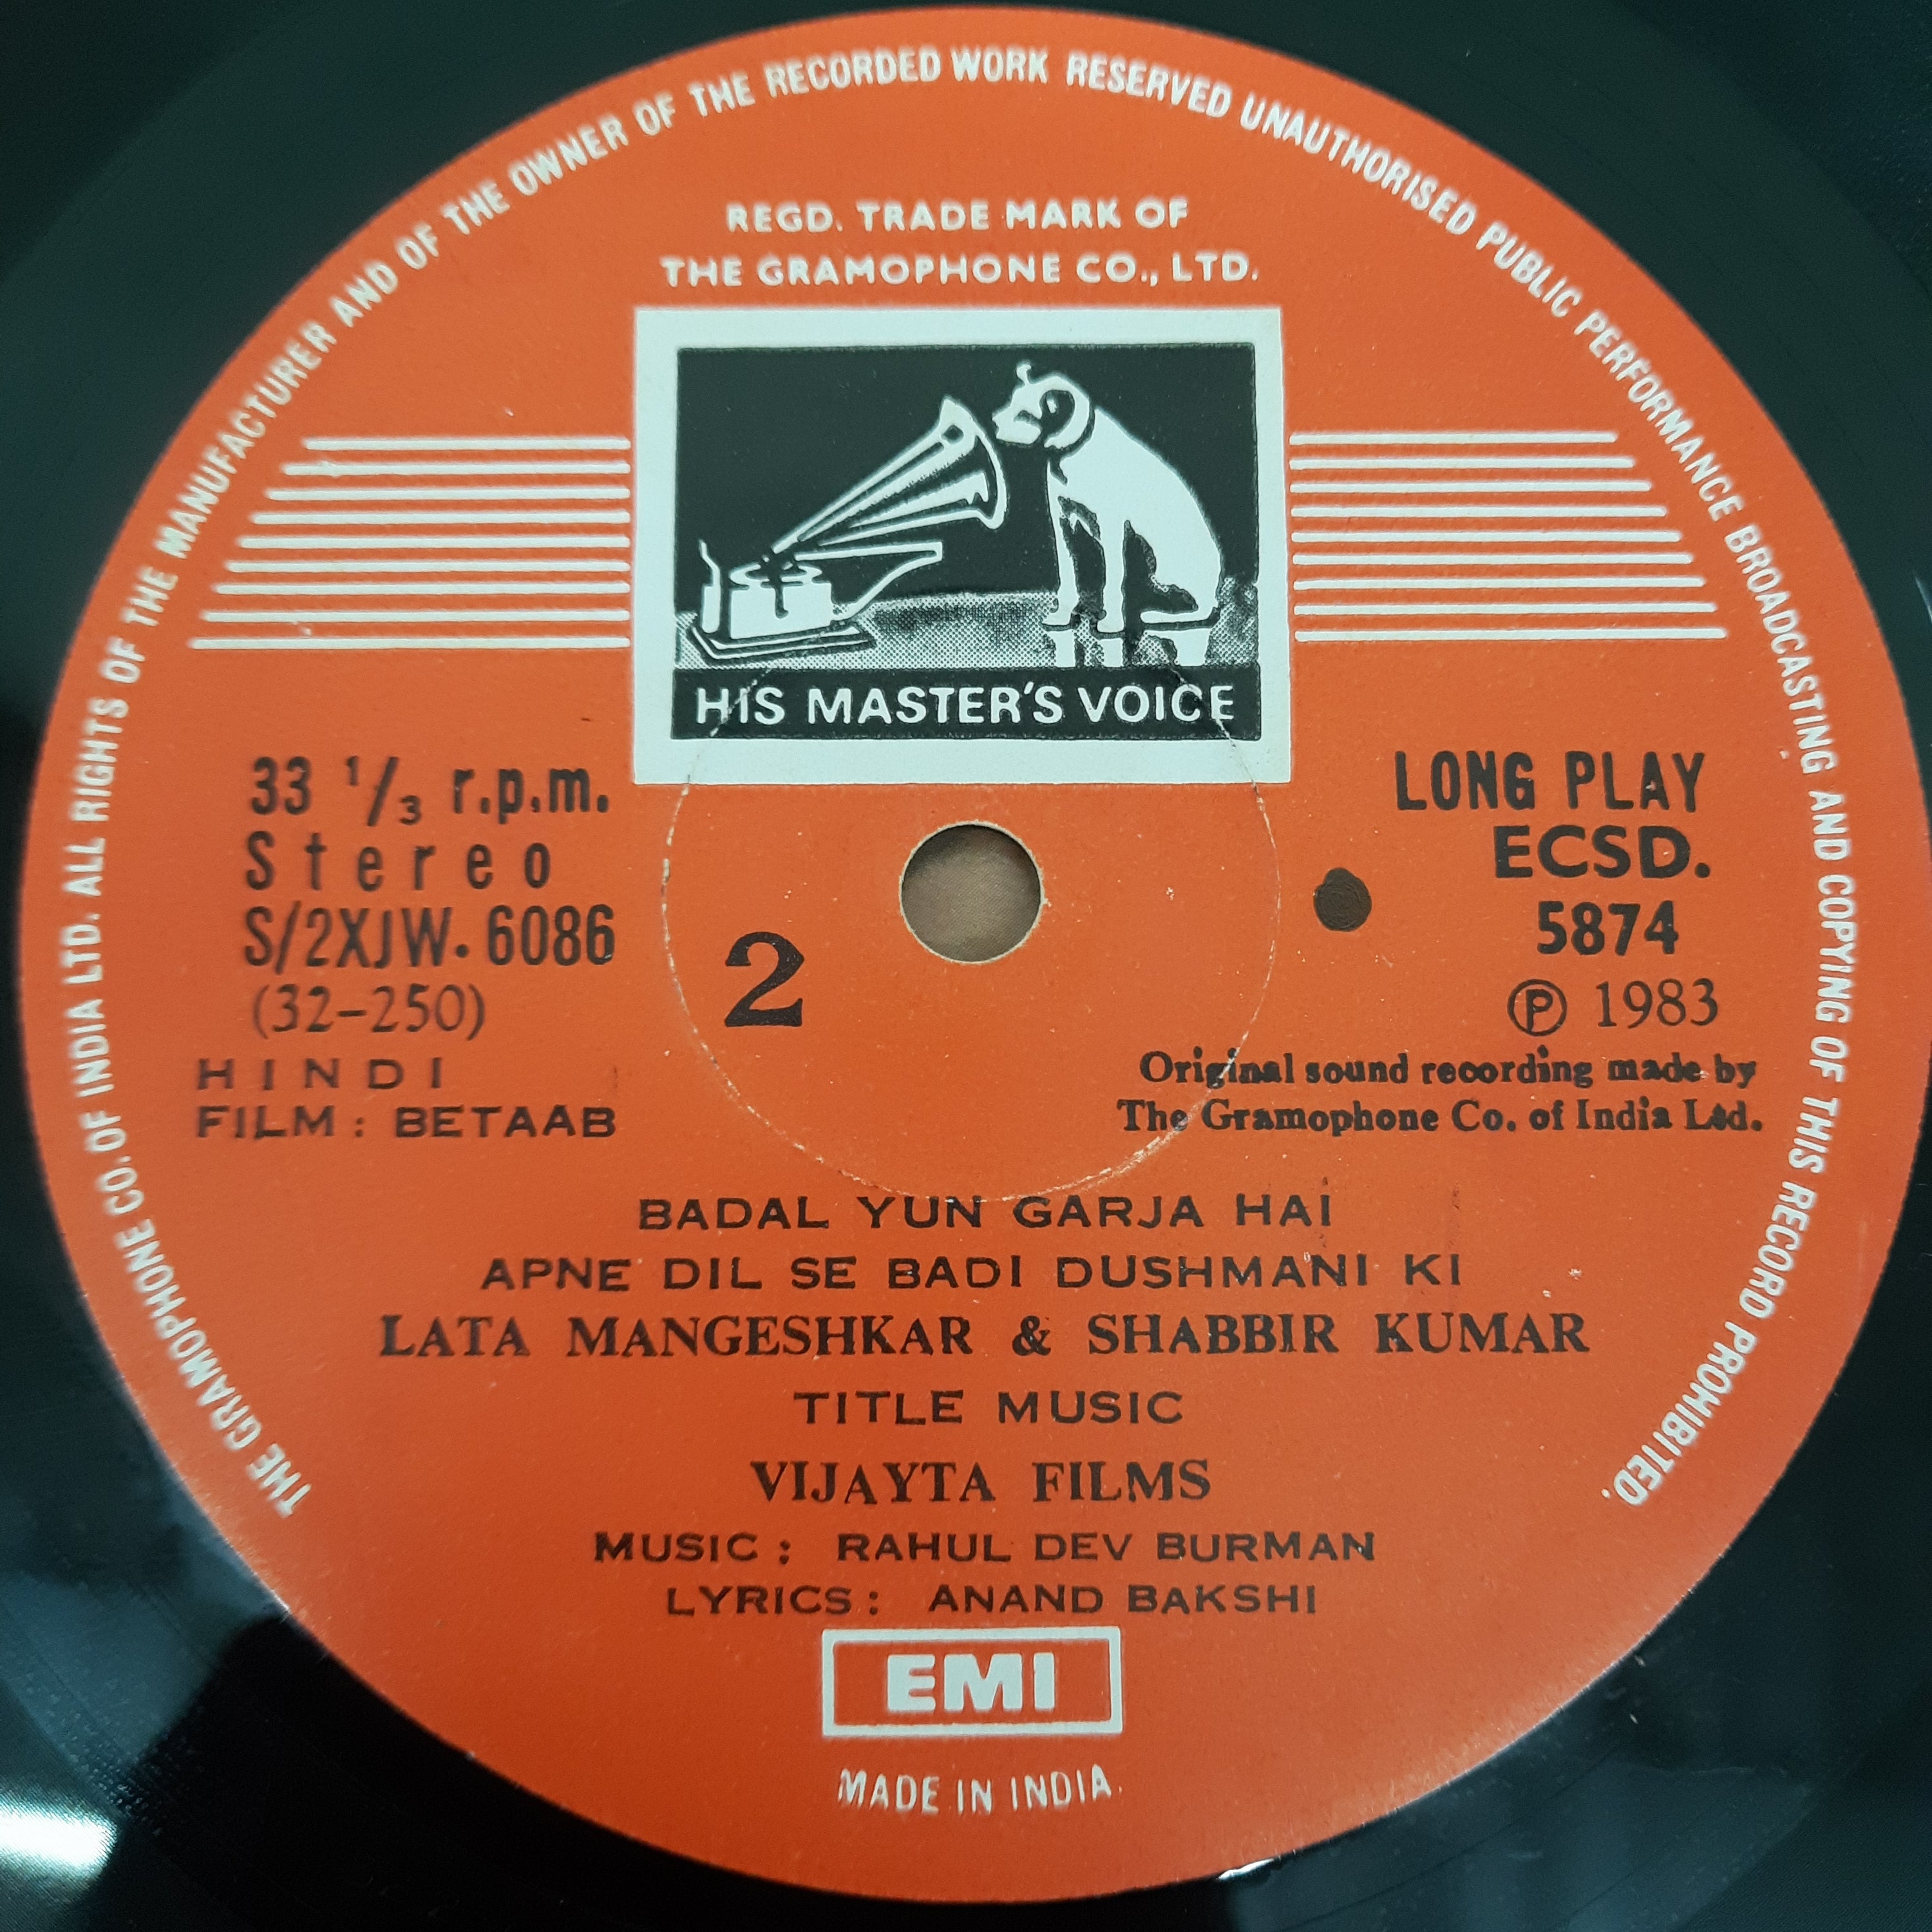 THE GRAMOPHONE CO. OF INDIA LTD. ALL RIGHTS OF THE MANUFACTURER AND OF THE OWNER OF THE RECORDED WORK RESERVED UNAUTHORISED PUBLIC PERFORMANCE BROADCASTING AND COPYING OF THIS RECORD PROHIBITED.
REGD. TRADE MARK OF
THE GRAMOPHONE CO., LTD.
HIS MASTER'S VOICE
33 1/3 r.p.m.
Stereo
S/2XJW. 6086
(32-250)
HINDI
FILM : BETAAB
2
LONG PLAY
ECSD.
5874
Ⓟ 1983
Original sound recording made by
The Gramophone Co. of India Ltd.
BADAL YUN GARJA HAI
APNE DIL SE BADI DUSHMANI KI
LATA MANGESHKAR & SHABBIR KUMAR
TITLE MUSIC
VIJAYTA FILMS
MUSIC : RAHUL DEV BURMAN
LYRICS : ANAND BAKSHI
EMI
MADE IN INDIA.